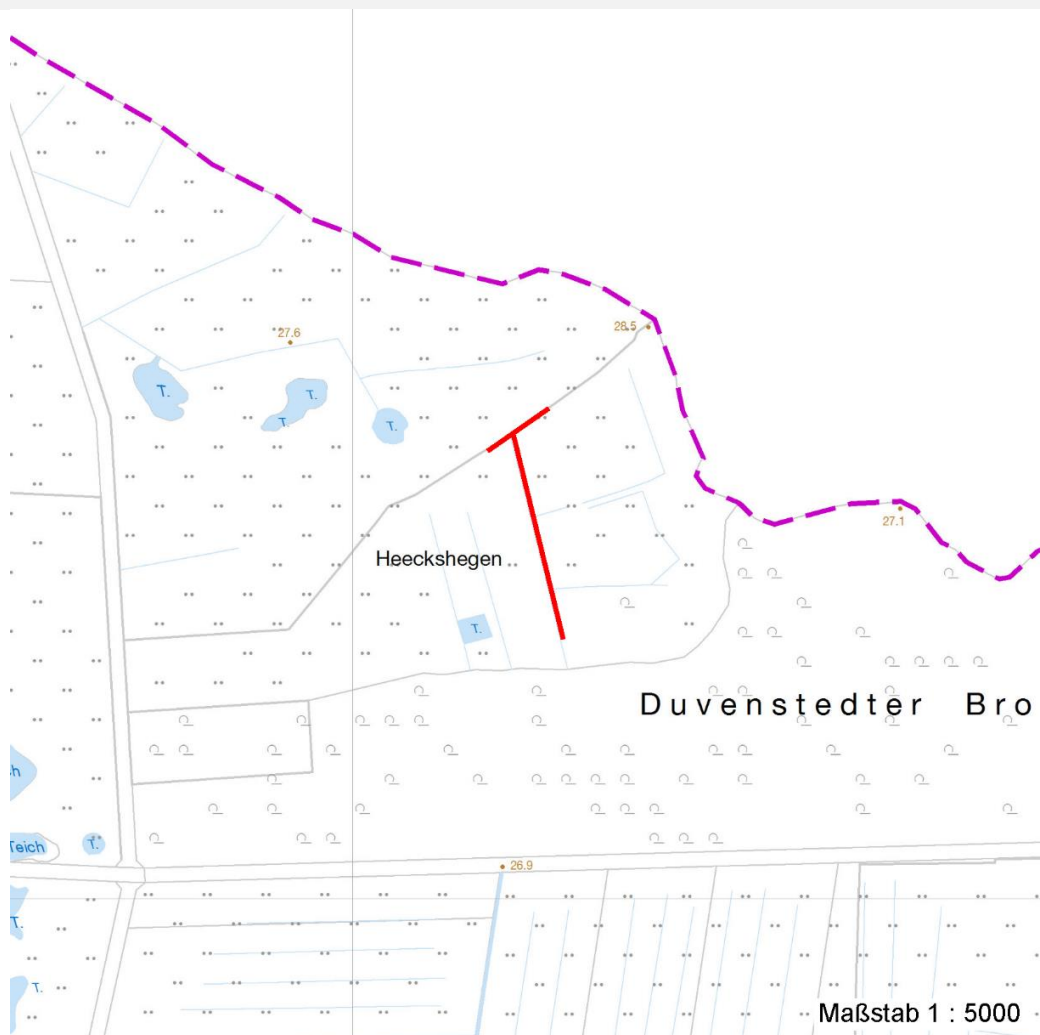 28.5
27.6
T.
T.
T.
T.
27.1
Heeckshegen
T.
Duvenstedter Bro
h
Teich
T.
26.9
T.
T.
Maßstab 1 : 5000